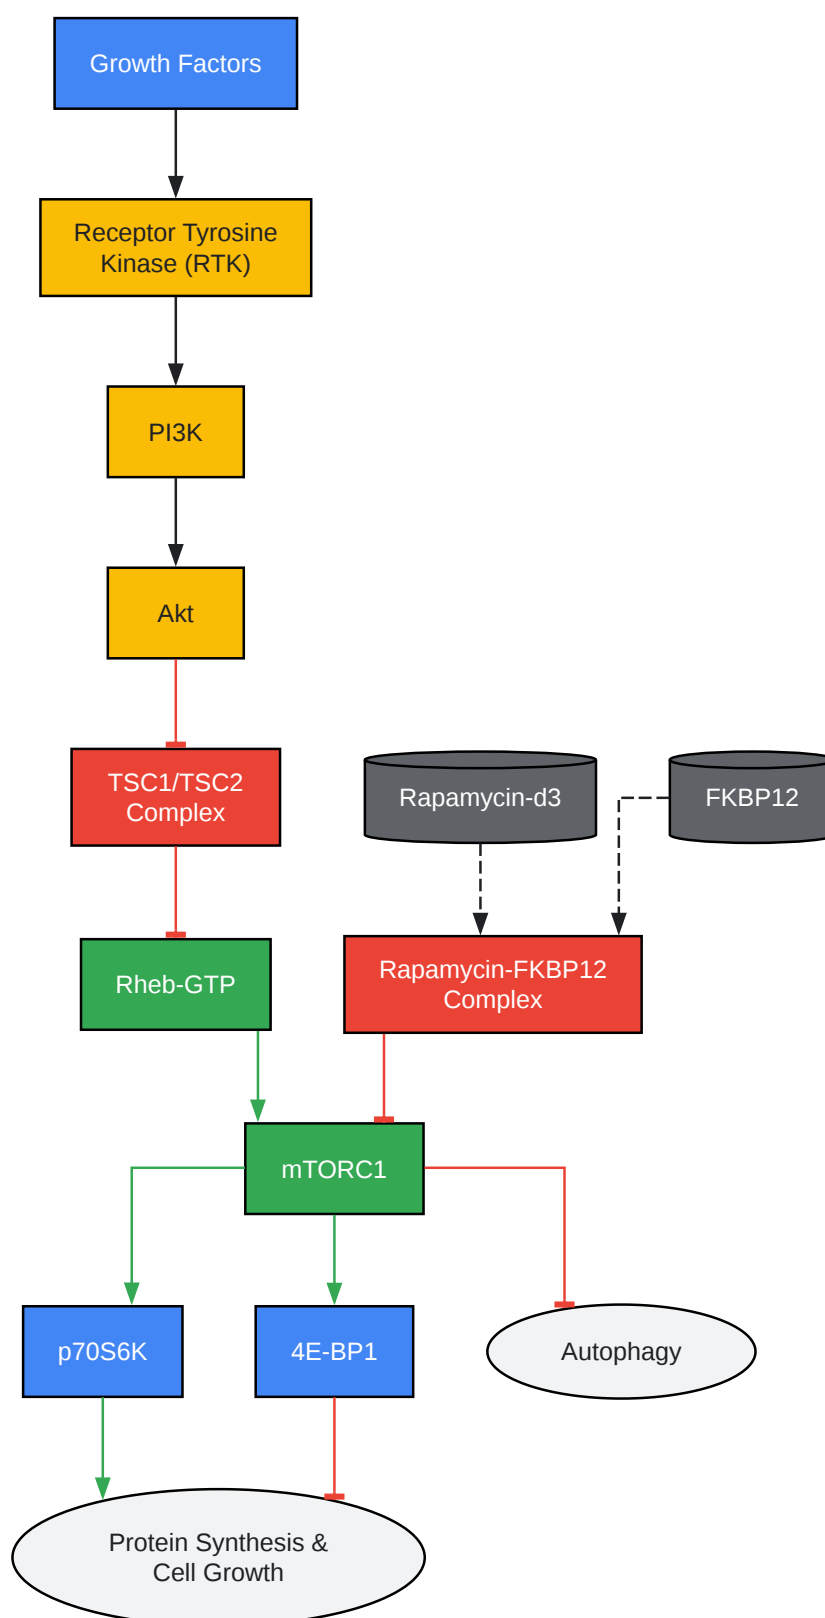 Growth Factors
Receptor Tyrosine
Kinase (RTK)
PI3K
Akt
TSC1/TSC2
Complex
Rapamycin-d3
FKBP12
Rheb-GTP
Rapamycin-FKBP12
Complex
mTORC1
p70S6K
4E-BP1
Autophagy
Protein Synthesis &
Cell Growth